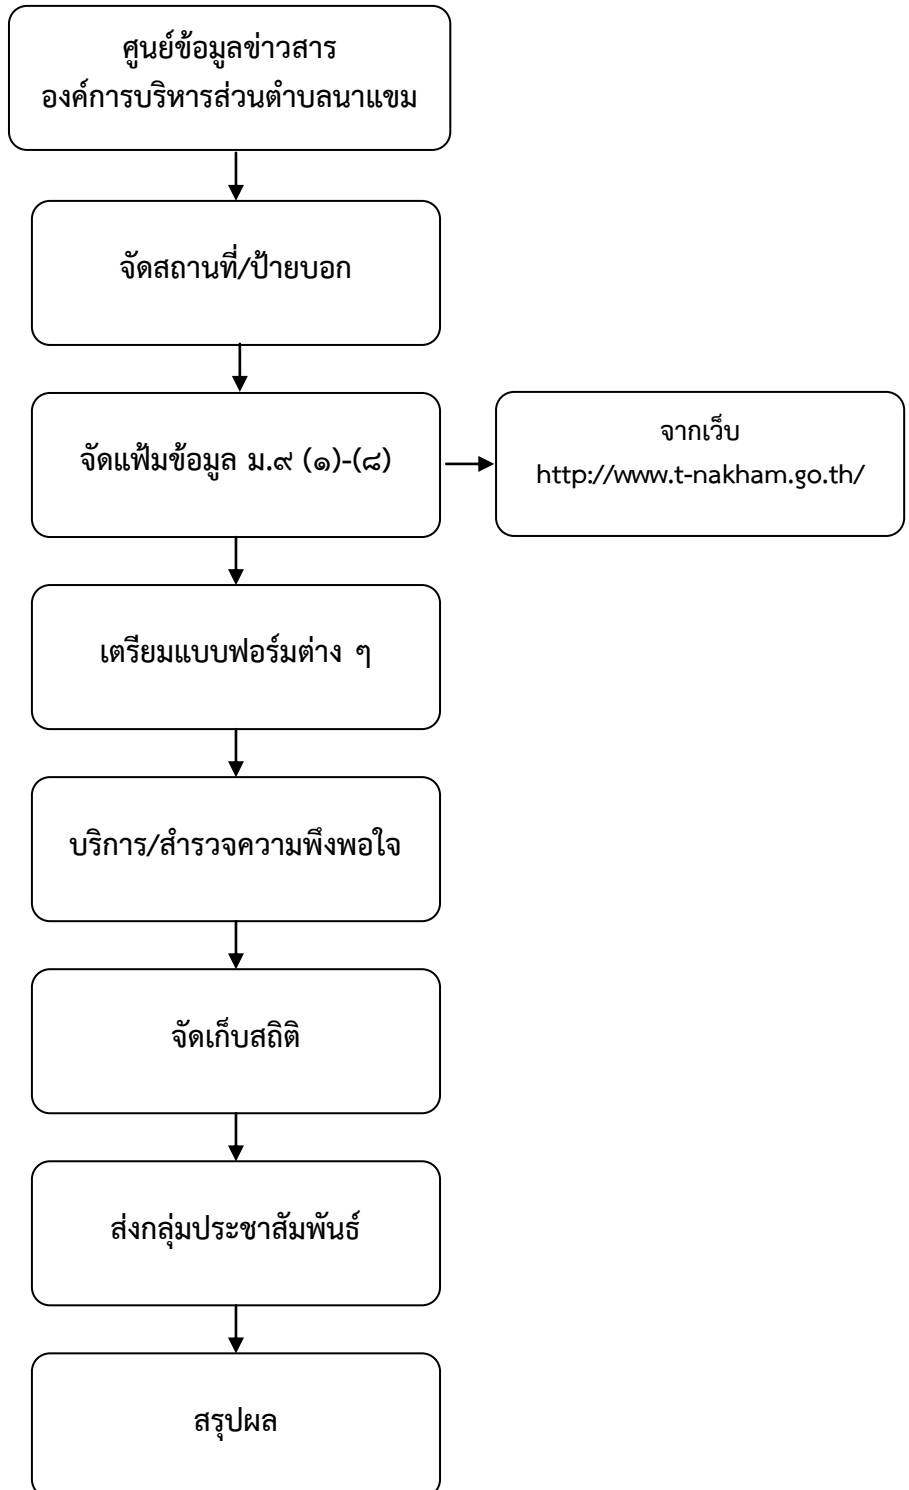 ศูนย์ข้อมูลข่าวสาร
องค์การบริหารส่วนตำบลนาแขม
จัดสถานที่/ป้ายบอก
จัดแฟ้มข้อมูล ม.๙ (๑)-(๘)
จากเว็บ
http://www.t-nakham.go.th/
เตรียมแบบฟอร์มต่าง ๆ
บริการ/สำรวจความพึงพอใจ
จัดเก็บสถิติ
ส่งกลุ่มประชาสัมพันธ์
สรุปผล